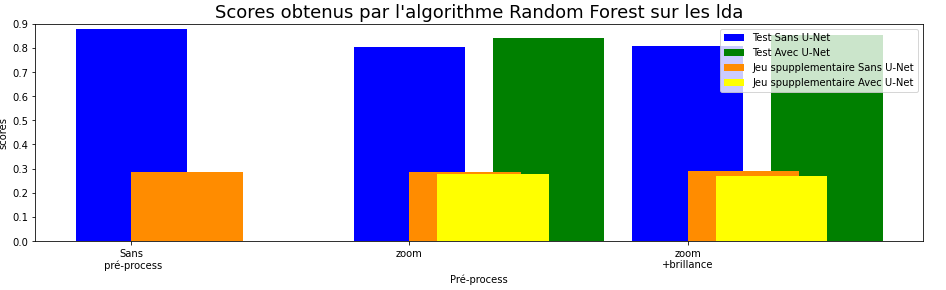 Scores obtenus par l'algorithme Random Forest sur les lda
0.9
0.8
0.7
0.6
0.5
0.4
0.3
0.2
0.1
0.0
scores
Test Sans U-Net
Test Avec U-Net
Jeu spupplementaire Sans U-Net
Jeu spupplementaire Avec U-Net
Sans
pré-process
zoom
zoom
+brillance
Pré-process